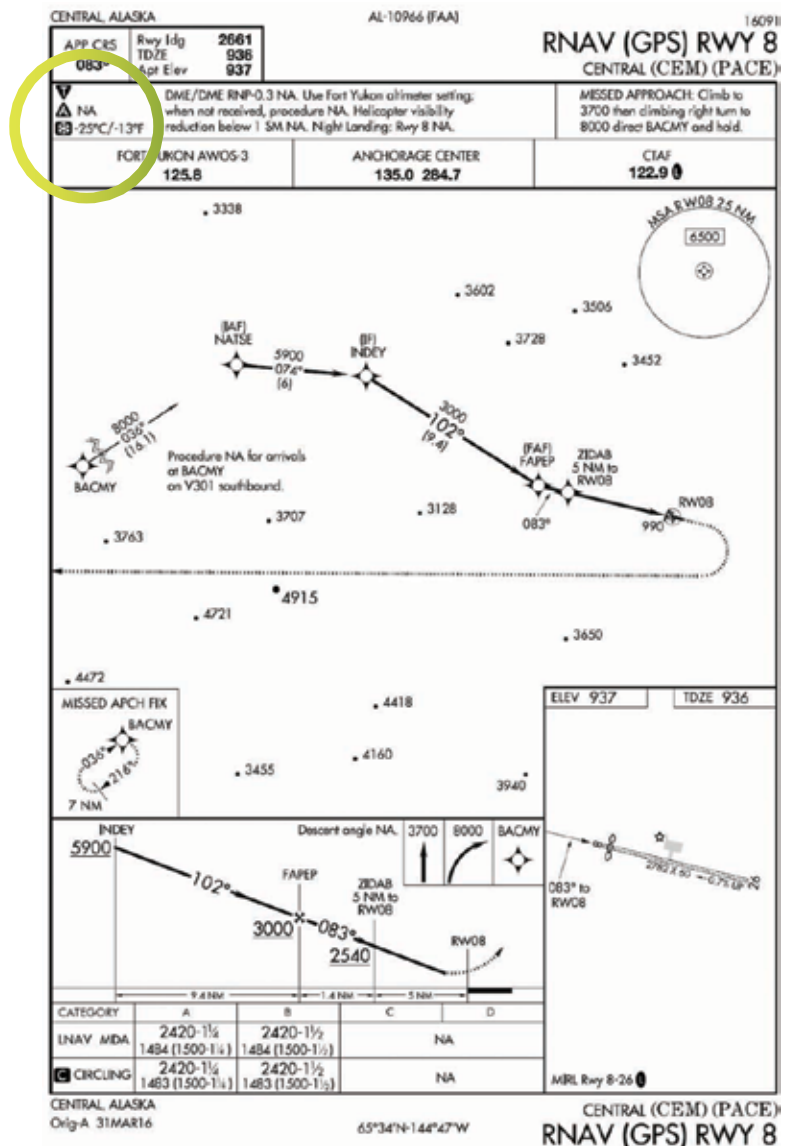 CENTRAL, ALASKA
AL-10966 (FAA)
16091
RNAV (GPS) RWY 8
CENTRAL (CEM) (PACE)
APP CRS
083°
Rwy ldg 2661
TDZE 936
Apt Elev 937
T
A NA
-25°C/-13°F
DME/DME RNP-0.3 NA. Use Fort Yukon altimeter setting;
when not received, procedure NA. Helicopter visibility
reduction below 1 SM NA. Night Landing: Rwy 8 NA.
MISSED APPROACH: Climb to
3700 then climbing right turn to
8000 direct BACMY and hold.
FORT YUKON AWOS-3
125.8
ANCHORAGE CENTER
135.0 284.7
CTAF
122.9 L
3338
MSA RW08 25 NM
6500
3602
3506
3728
3452
(IAF)
NATSE
5900
074°
(6)
(IF)
INDEY
3000
102°
(9.4)
8000
036°
(16.1)
BACMY
Procedure NA for arrivals
at BACMY
on V301 southbound.
(FAF)
FAPEP
ZIDAB
5 NM to
RW08
083°
RW08
990
3707
3128
3763
4915
4721
3650
4472
MISSED APCH FIX
BACMY
036°
216°
7 NM
4418
4160
3455
3940
ELEV 937
TDZE 936
083° to
RW08
2782 X 60
0.7% UP
26
8
MIRL Rwy 8-26 L
INDEY
5900
102°
Descent angle NA.
3700
8000
BACMY
FAPEP
3000
083°
ZIDAB
5 NM to
RW08
2540
RW08
9.4 NM
1.4 NM
5 NM
CATEGORY A B C D
LNAV MDA 2420-1¼ 2420-1½ NA
1484 (1500-1¼) 1484 (1500-1½)
C CIRCLING 2420-1¼ 2420-1½ NA
1483 (1500-1¼) 1483 (1500-1½)
CENTRAL, ALASKA
Orig-A 31MAR16
65°34'N-144°47'W
CENTRAL (CEM) (PACE)
RNAV (GPS) RWY 8